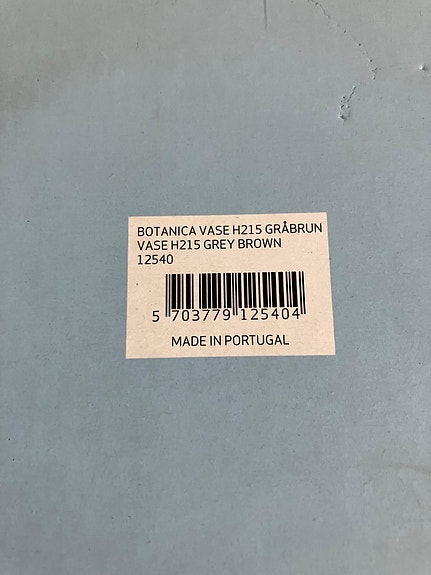 BOTANICA VASE H215 GRÅBRUN
VASE H215 GREY BROWN
12540
5 703779 125404
MADE IN PORTUGAL